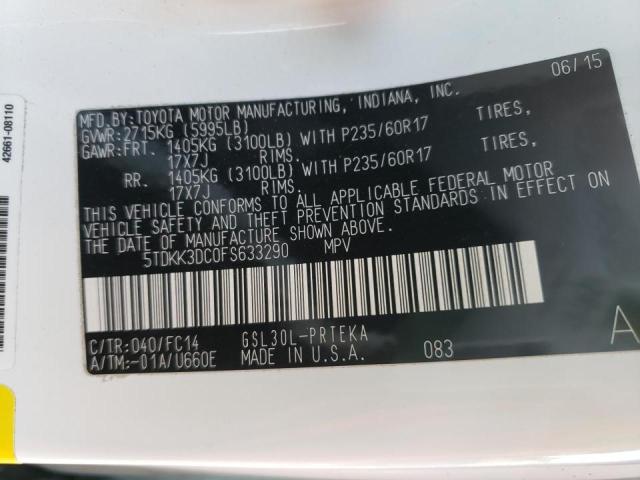 42661-08110
06/15
MFD.BY:TOYOTA MOTOR MANUFACTURING, INDIANA, INC.
GVWR:2715KG (5995LB)
GAWR:FRT. 1405KG (3100LB) WITH P235/60R17 TIRES,
17X7J RIMS.
RR. 1405KG (3100LB) WITH P235/60R17 TIRES,
17X7J RIMS.
THIS VEHICLE CONFORMS TO ALL APPLICABLE FEDERAL MOTOR
VEHICLE SAFETY AND THEFT PREVENTION STANDARDS IN EFFECT ON
THE DATE OF MANUFACTURE SHOWN ABOVE.
5TDKK3DC0FS633290 MPV
C/TR:040/FC14 GSL30L-PRTEKA
A/TM:-01A/U660E MADE IN U.S.A. 083
A